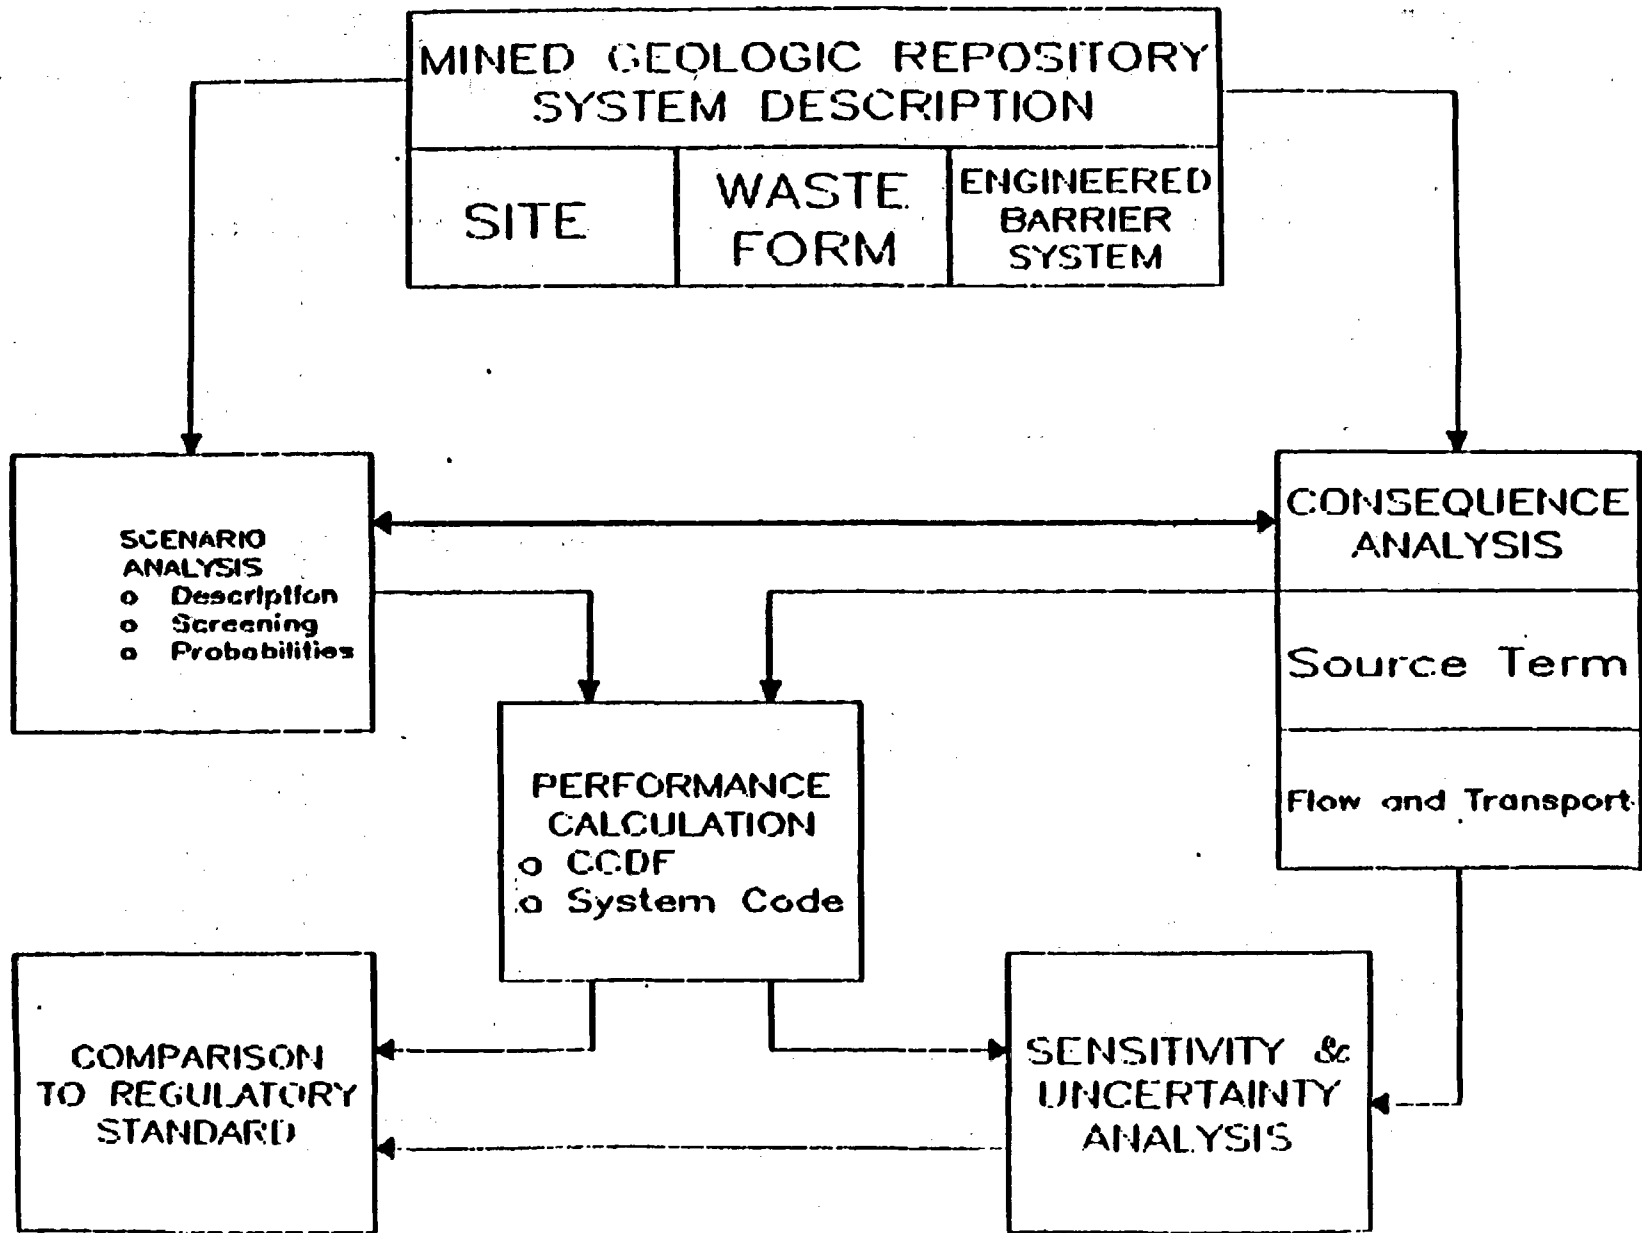 MINED GEOLOGIC REPOSITORY
SYSTEM DESCRIPTION
SITE
WASTE
FORM
ENGINEERED
BARRIER
SYSTEM
SCENARIO
ANALYSIS
o Description
o Screening
o Probabilities
CONSEQUENCE
ANALYSIS
Source Term
Flow and Transport
PERFORMANCE
CALCULATION
o CCDF
o System Code
COMPARISON
TO REGULATORY
STANDARD
SENSITIVITY &
UNCERTAINTY
ANALYSIS